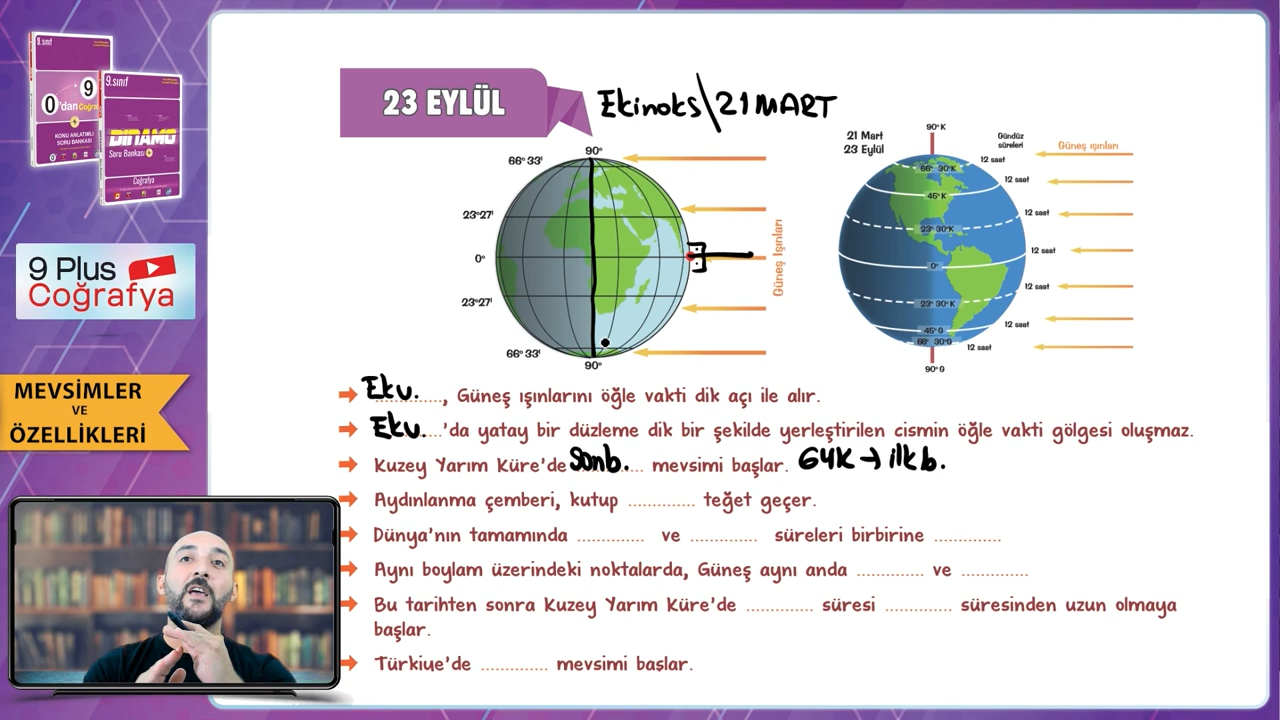 9.sınıf
0'dan
9
Coğrafya
KONU ANLATIMLI
SORU BANKASI
9.sınıf
DİNAMO
Soru Bankası
Coğrafya
9 Plus
Coğrafya
MEVSİMLER
VE
ÖZELLİKLERİ
23 EYLÜL
Ekinoks\21MART
90°
66° 33'
23°27'
0°
23°27'
66° 33'
90°
Güneş Işınları
21 Mart
23 Eylül
90° K
Gündüz
süreleri
Güneş ışınları
66° 30'K
45° K
23° 30'K
0°
23° 30'G
45° G
66° 30'G
90° G
12 saat
12 saat
12 saat
12 saat
12 saat
12 saat
12 saat
Eku. ............., Güneş ışınlarını öğle vakti dik açı ile alır.
Eku. ....'da yatay bir düzleme dik bir şekilde yerleştirilen cismin öğle vakti gölgesi oluşmaz.
Kuzey Yarım Küre'de Sonb. .... mevsimi başlar. GYK → ilkb.
Aydınlanma çemberi, kutup ............. teğet geçer.
Dünya'nın tamamında ............. ve ............. süreleri birbirine .............
Aynı boylam üzerindeki noktalarda, Güneş aynı anda ............. ve .............
Bu tarihten sonra Kuzey Yarım Küre'de ............. süresi ............. süresinden uzun olmaya
başlar.
Türkiye'de ............. mevsimi başlar.